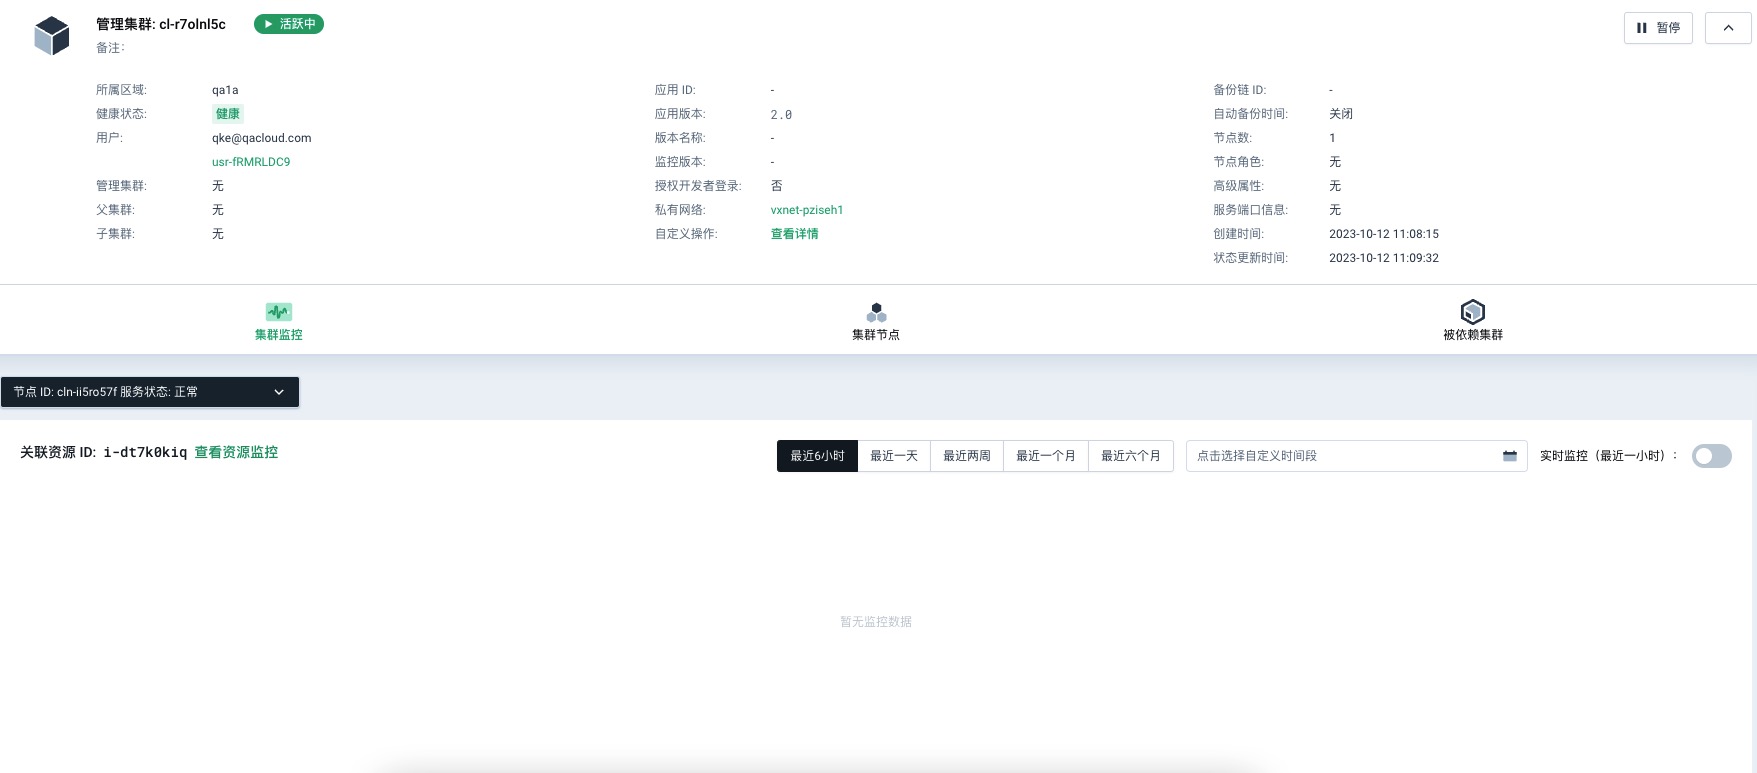 管理集群: cl-r7olnl5c 活跃中
暂停
备注:
所属区域: qa1a
健康状态: 健康
用户: qke@qacloud.com
usr-fRMRLDC9
管理集群: 无
父集群: 无
子集群: 无
应用 ID: -
应用版本: 2.0
版本名称: -
监控版本: -
授权开发者登录: 否
私有网络: vxnet-pziseh1
自定义操作: 查看详情
备份链 ID: -
自动备份时间: 关闭
节点数: 1
节点角色: 无
高级属性: 无
服务端口信息: 无
创建时间: 2023-10-12 11:08:15
状态更新时间: 2023-10-12 11:09:32
集群监控
集群节点
被依赖集群
节点 ID: cln-ii5ro57f 服务状态: 正常
关联资源 ID: i-dt7k0kiq 查看资源监控
最近6小时 最近一天 最近两周 最近一个月 最近六个月
点击选择自定义时间段
实时监控（最近一小时）:
暂无监控数据